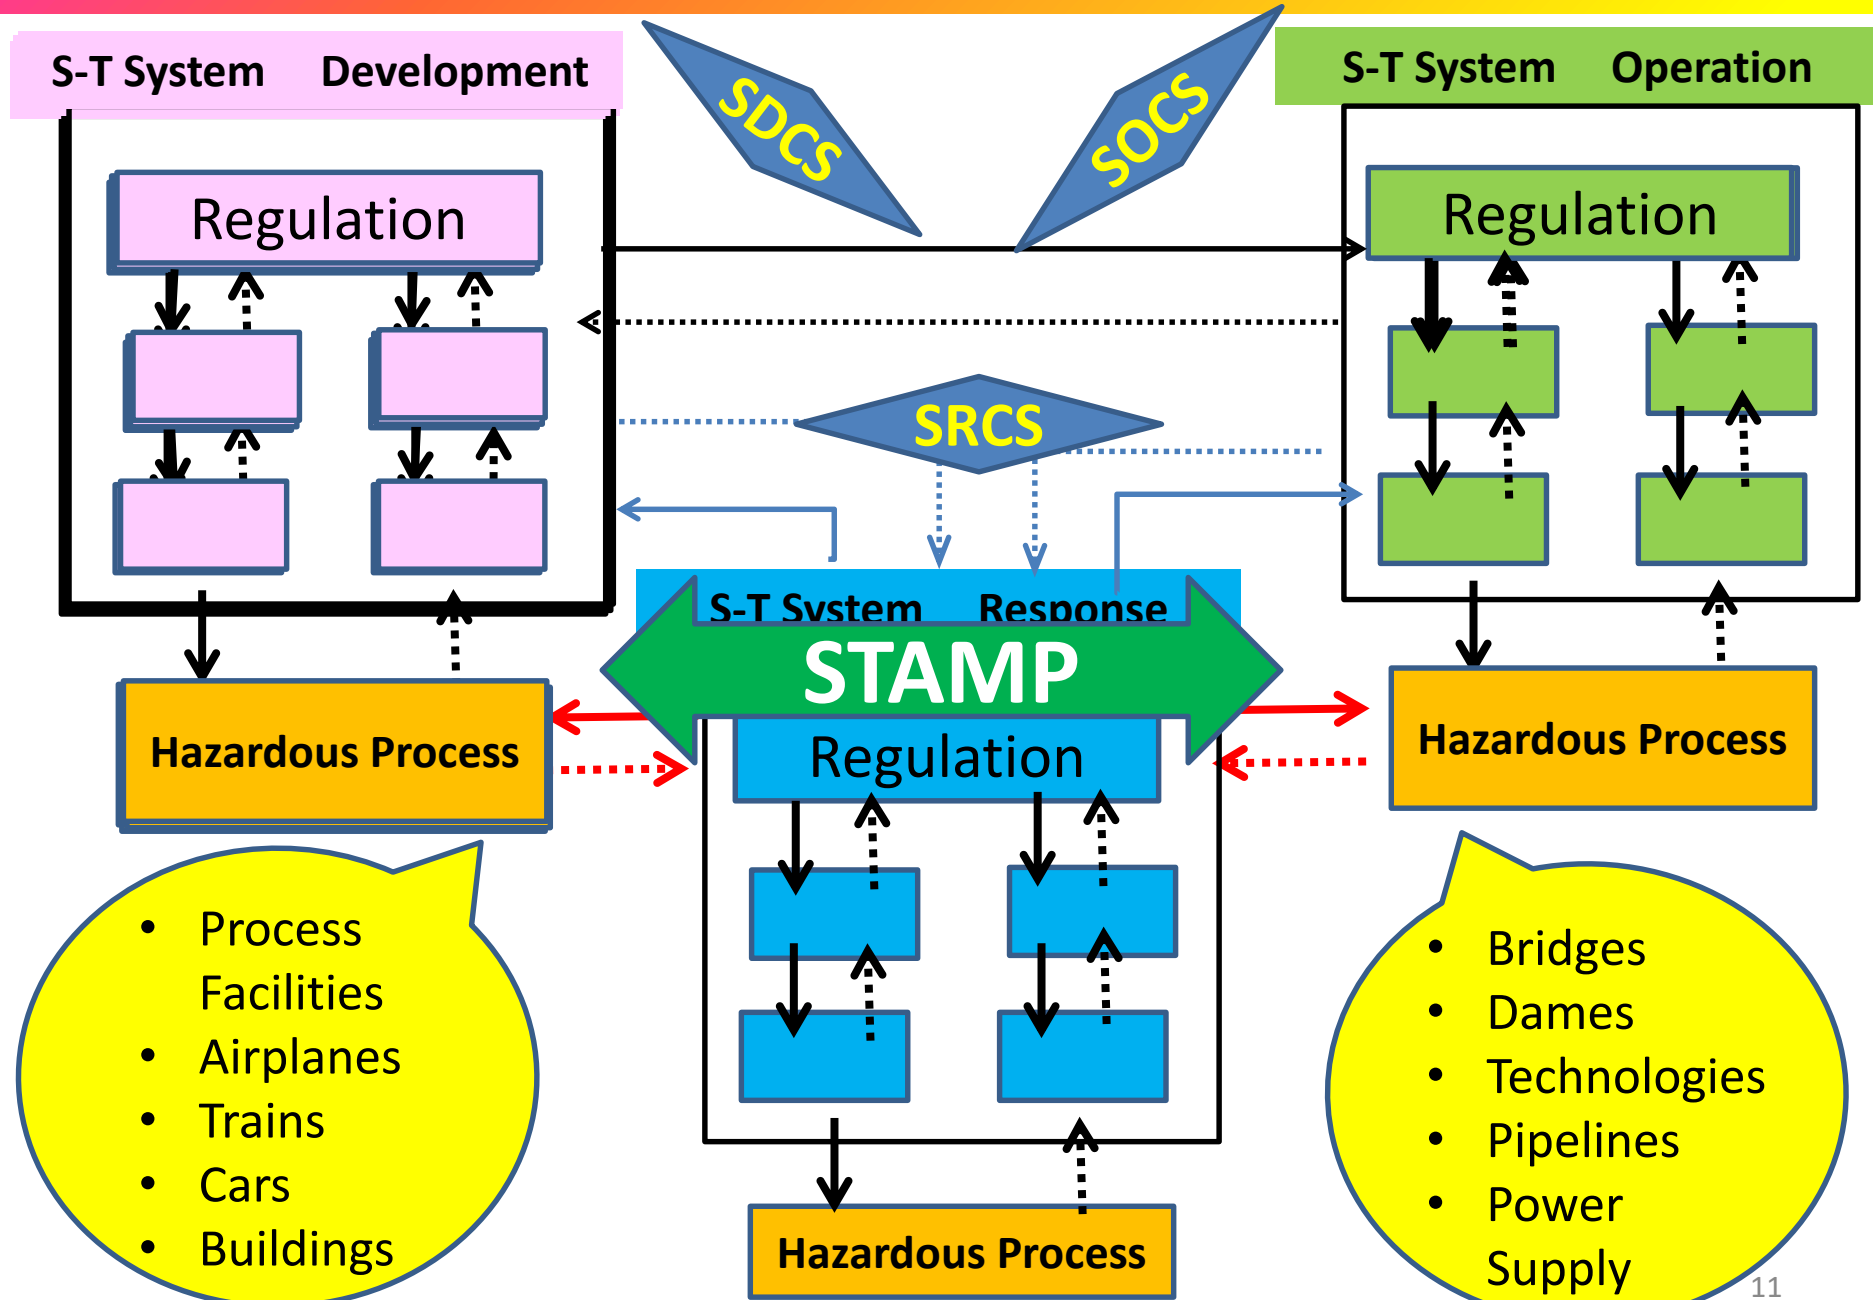 S-T System Development
SDCS
SOCS
S-T System Operation
Regulation
Regulation
SRCS
S-T System Response
STAMP
Regulation
Hazardous Process
Hazardous Process
• Process
Facilities
• Airplanes
• Trains
• Cars
• Buildings
• Bridges
• Dames
• Technologies
• Pipelines
• Power
Supply
Hazardous Process
11